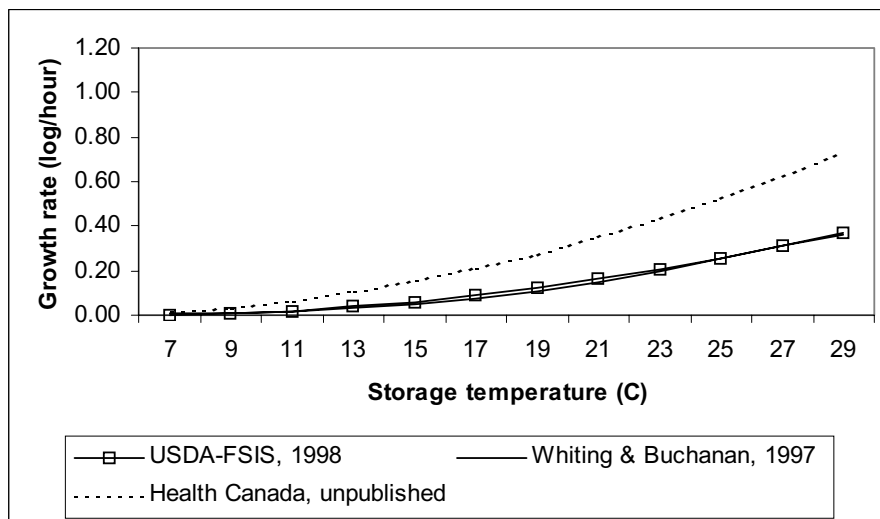 1.20
1.00
0.80
0.60
0.40
0.20
0.00
Growth rate (log/hour)
7 9 11 13 15 17 19 21 23 25 27 29
Storage temperature (C)
USDA-FSIS, 1998 Whiting & Buchanan, 1997
Health Canada, unpublished